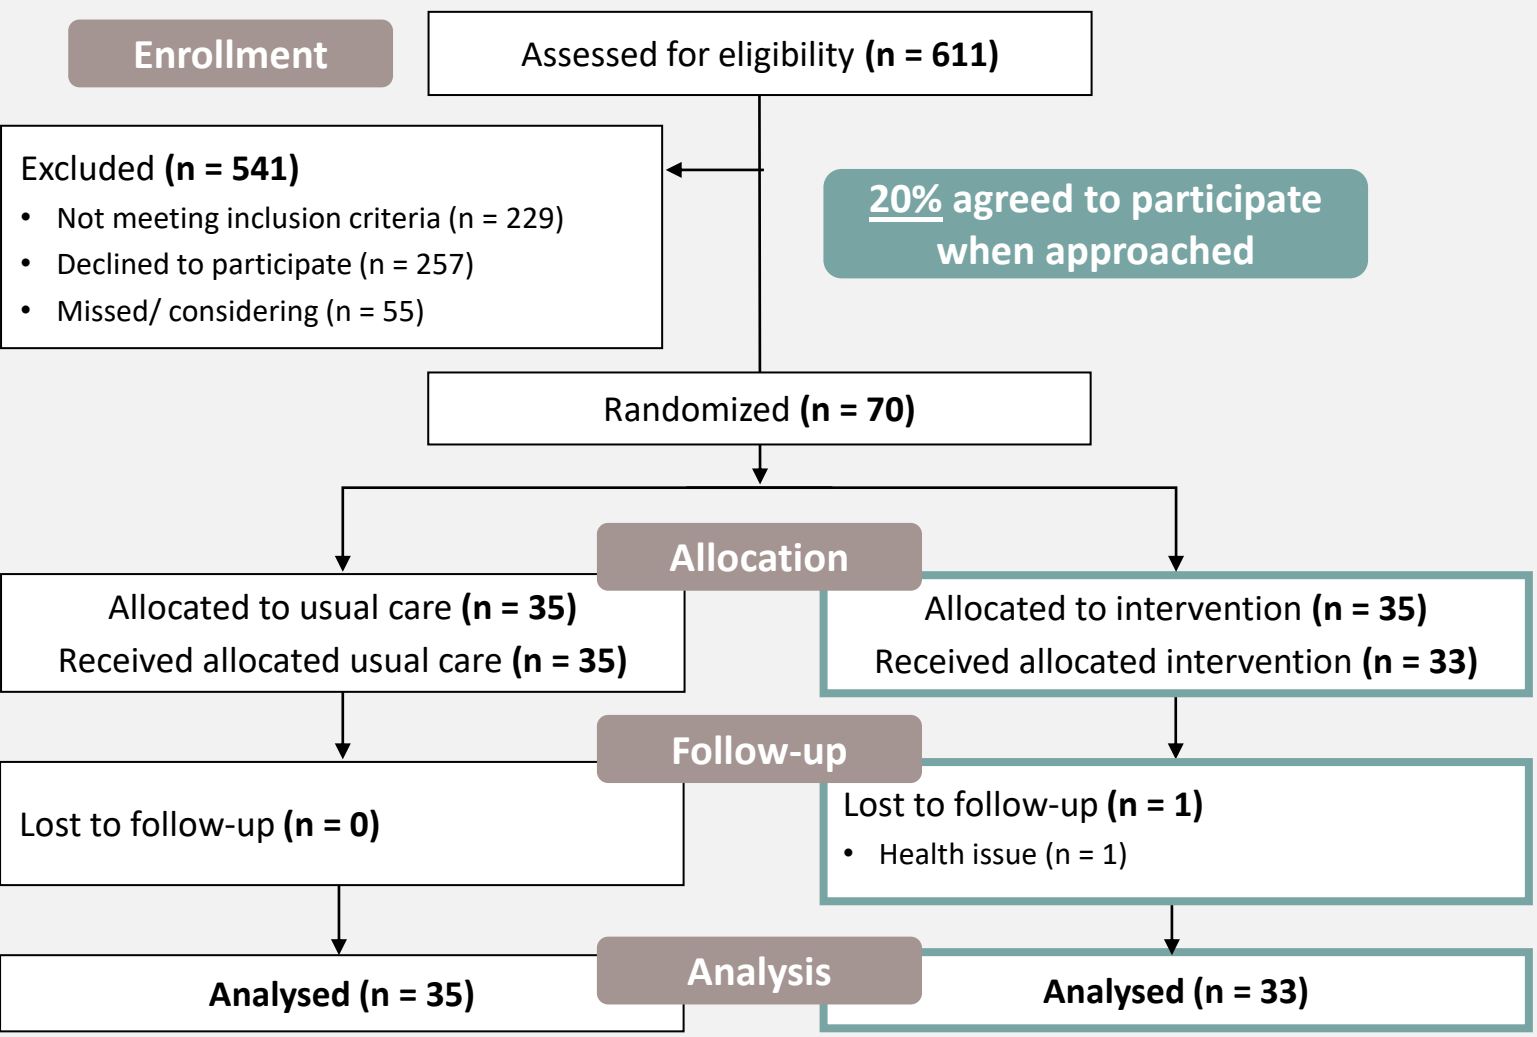 Enrollment
Assessed for eligibility (n = 611)
Excluded (n = 541)
• Not meeting inclusion criteria (n = 229)
• Declined to participate (n = 257)
• Missed/ considering (n = 55)
20% agreed to participate
when approached
Randomized (n = 70)
Allocation
Allocated to usual care (n = 35)
Received allocated usual care (n = 35)
Allocated to intervention (n = 35)
Received allocated intervention (n = 33)
Follow-up
Lost to follow-up (n = 0)
Lost to follow-up (n = 1)
• Health issue (n = 1)
Analysis
Analysed (n = 35)
Analysed (n = 33)